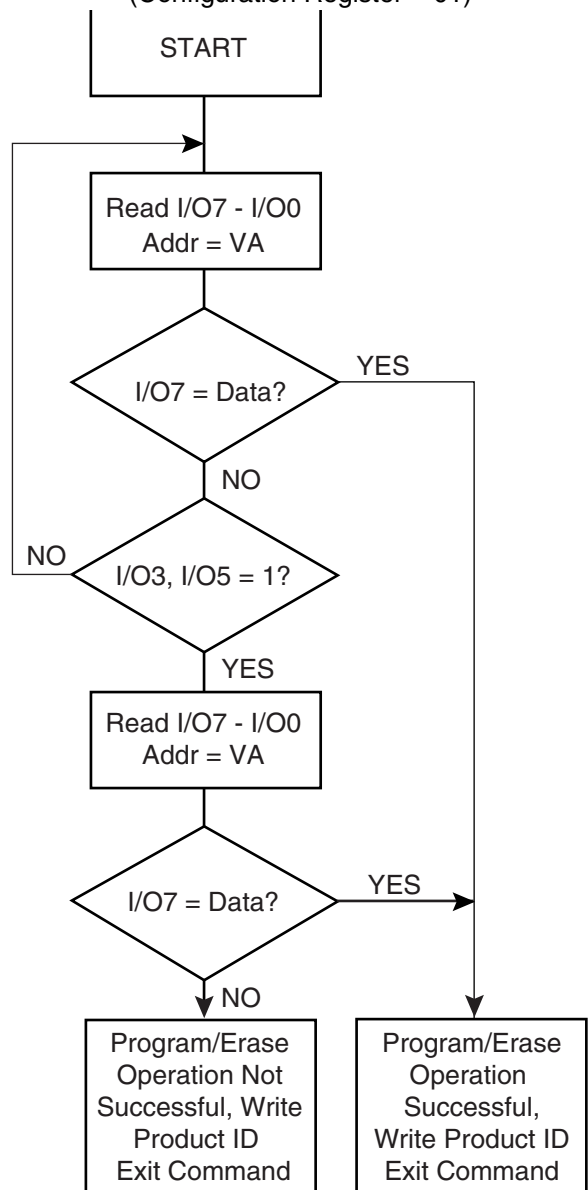 START
Read I/O7 - I/O0
Addr = VA
I/O7 = Data?
YES
NO
NO
I/O3, I/O5 = 1?
YES
Read I/O7 - I/O0
Addr = VA
I/O7 = Data?
YES
NO
Program/Erase
Operation Not
Successful, Write
Product ID
Exit Command
Program/Erase
Operation
Successful,
Write Product ID
Exit Command